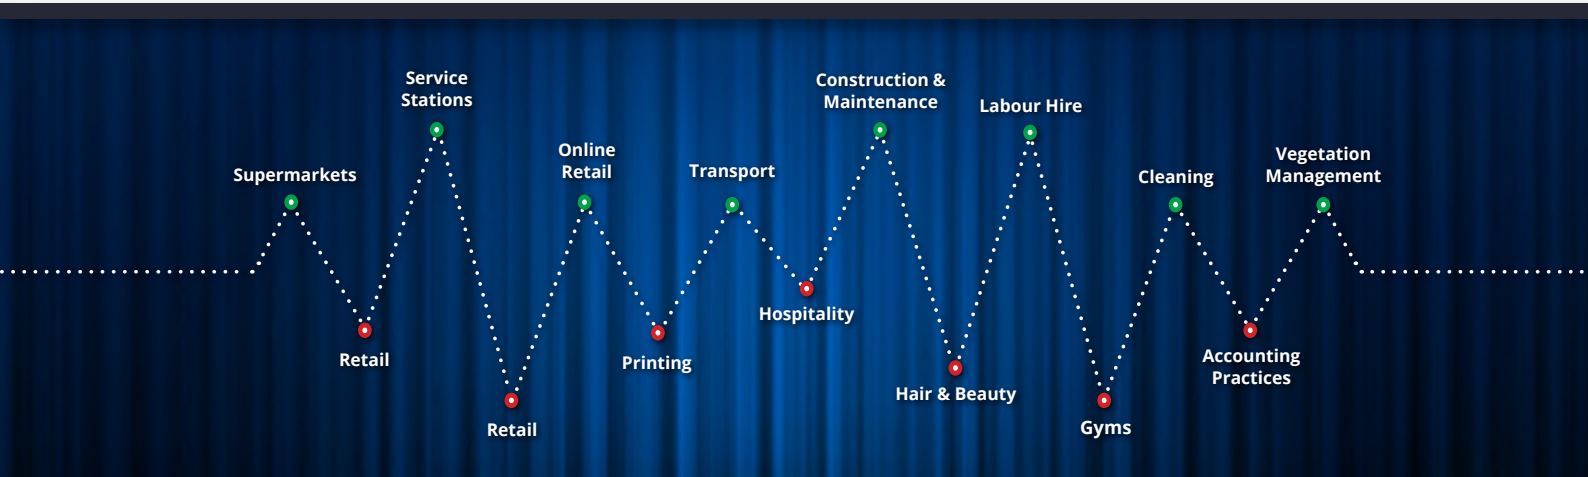 Service
Stations
Construction &
Maintenance
Labour Hire
Online
Retail
Vegetation
Management
Transport
Supermarkets
Cleaning
Hospitality
Retail
Printing
Accounting
Practices
Hair & Beauty
Retail
Gyms